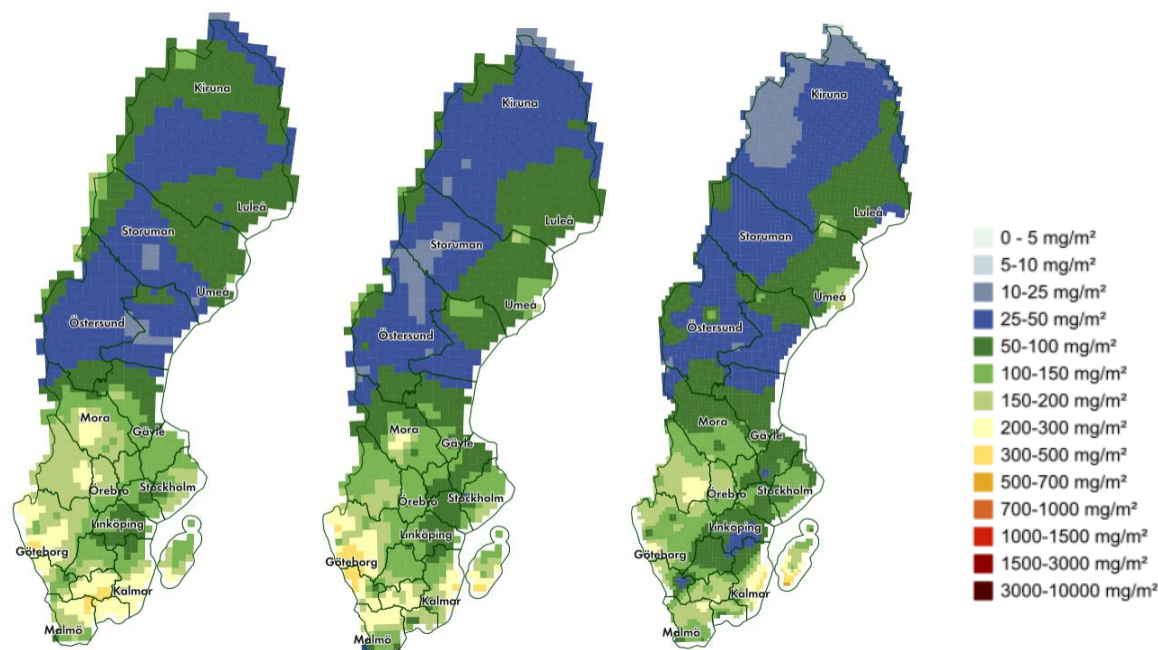 Kiruna
Luleå
Storuman
Umeå
Östersund
Mora
Gävle
Örebro
Stockholm
Linköping
Göteborg
Kalmar
Malmö
Kiruna
Luleå
Storuman
Umeå
Östersund
Mora
Gävle
Örebro
Stockholm
Linköping
Göteborg
Kalmar
Malmö
Kiruna
Luleå
Storuman
Umeå
Östersund
Mora
Gävle
Örebro
Stockholm
Linköping
Göteborg
Kalmar
Malmö
0 - 5 mg/m²
5-10 mg/m²
10-25 mg/m²
25-50 mg/m²
50-100 mg/m²
100-150 mg/m²
150-200 mg/m²
200-300 mg/m²
300-500 mg/m²
500-700 mg/m²
700-1000 mg/m²
1000-1500 mg/m²
1500-3000 mg/m²
3000-10000 mg/m²